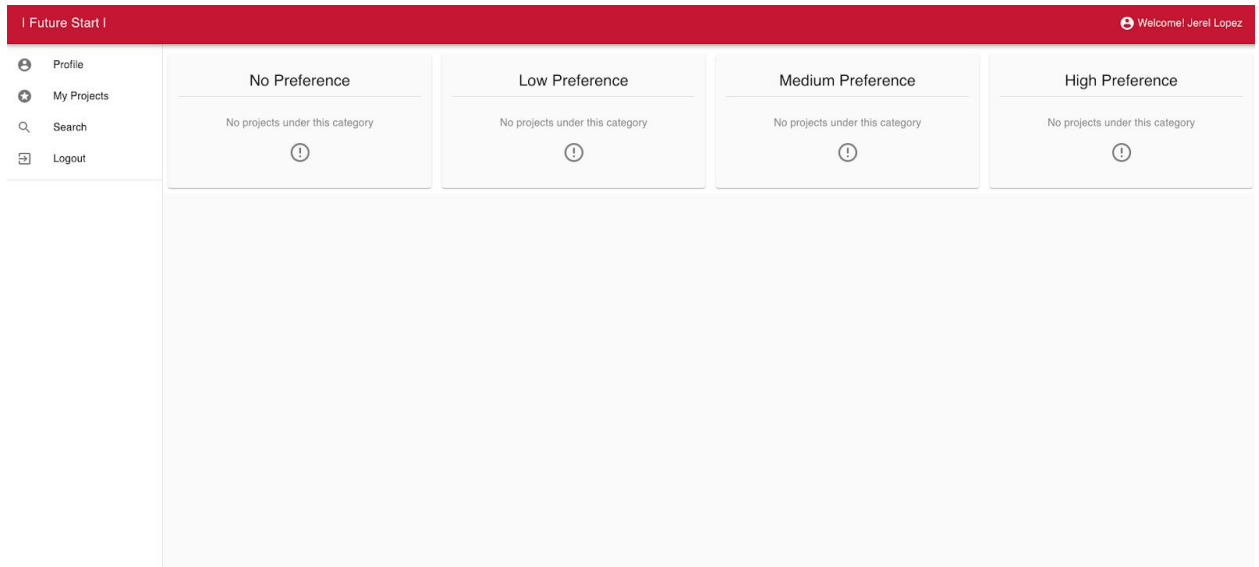 | Future Start |
Welcome! Jerel Lopez
Profile
My Projects
Search
Logout
No Preference
No projects under this category
Low Preference
No projects under this category
Medium Preference
No projects under this category
High Preference
No projects under this category